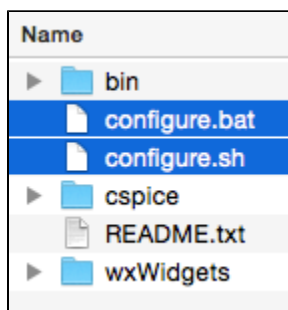 Name
bin
configure.bat
configure.sh
cspice
README.txt
wxWidgets